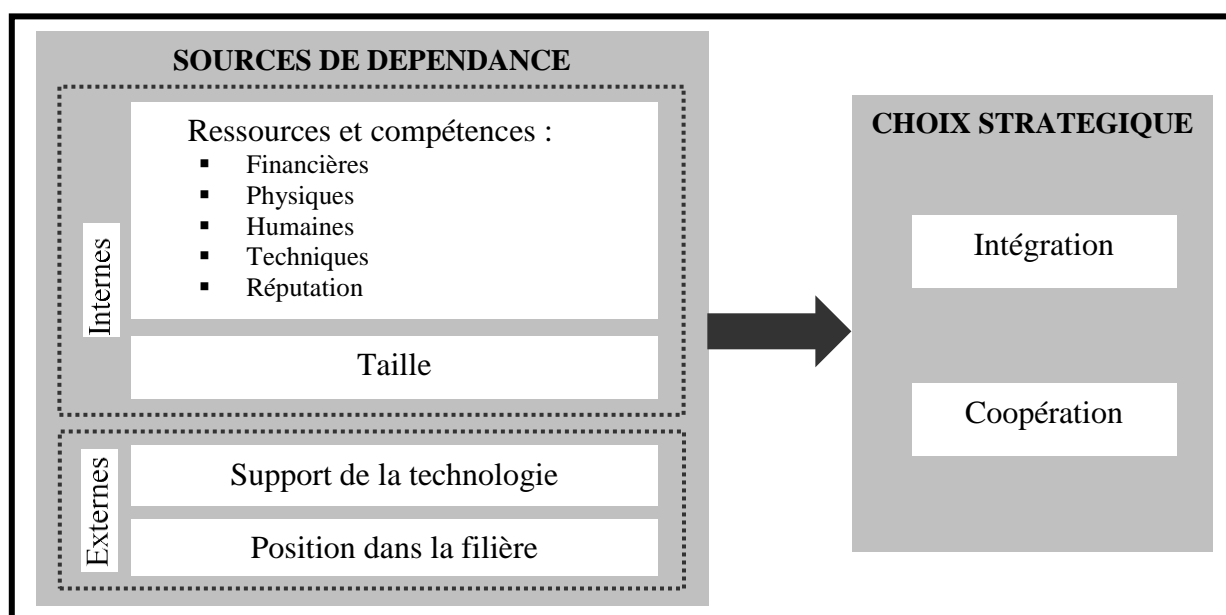 SOURCES DE DEPENDANCE
Internes
Ressources et compétences :
▪ Financières
▪ Physiques
▪ Humaines
▪ Techniques
▪ Réputation
Taille
Externes
Support de la technologie
Position dans la filière
CHOIX STRATEGIQUE
Intégration
Coopération